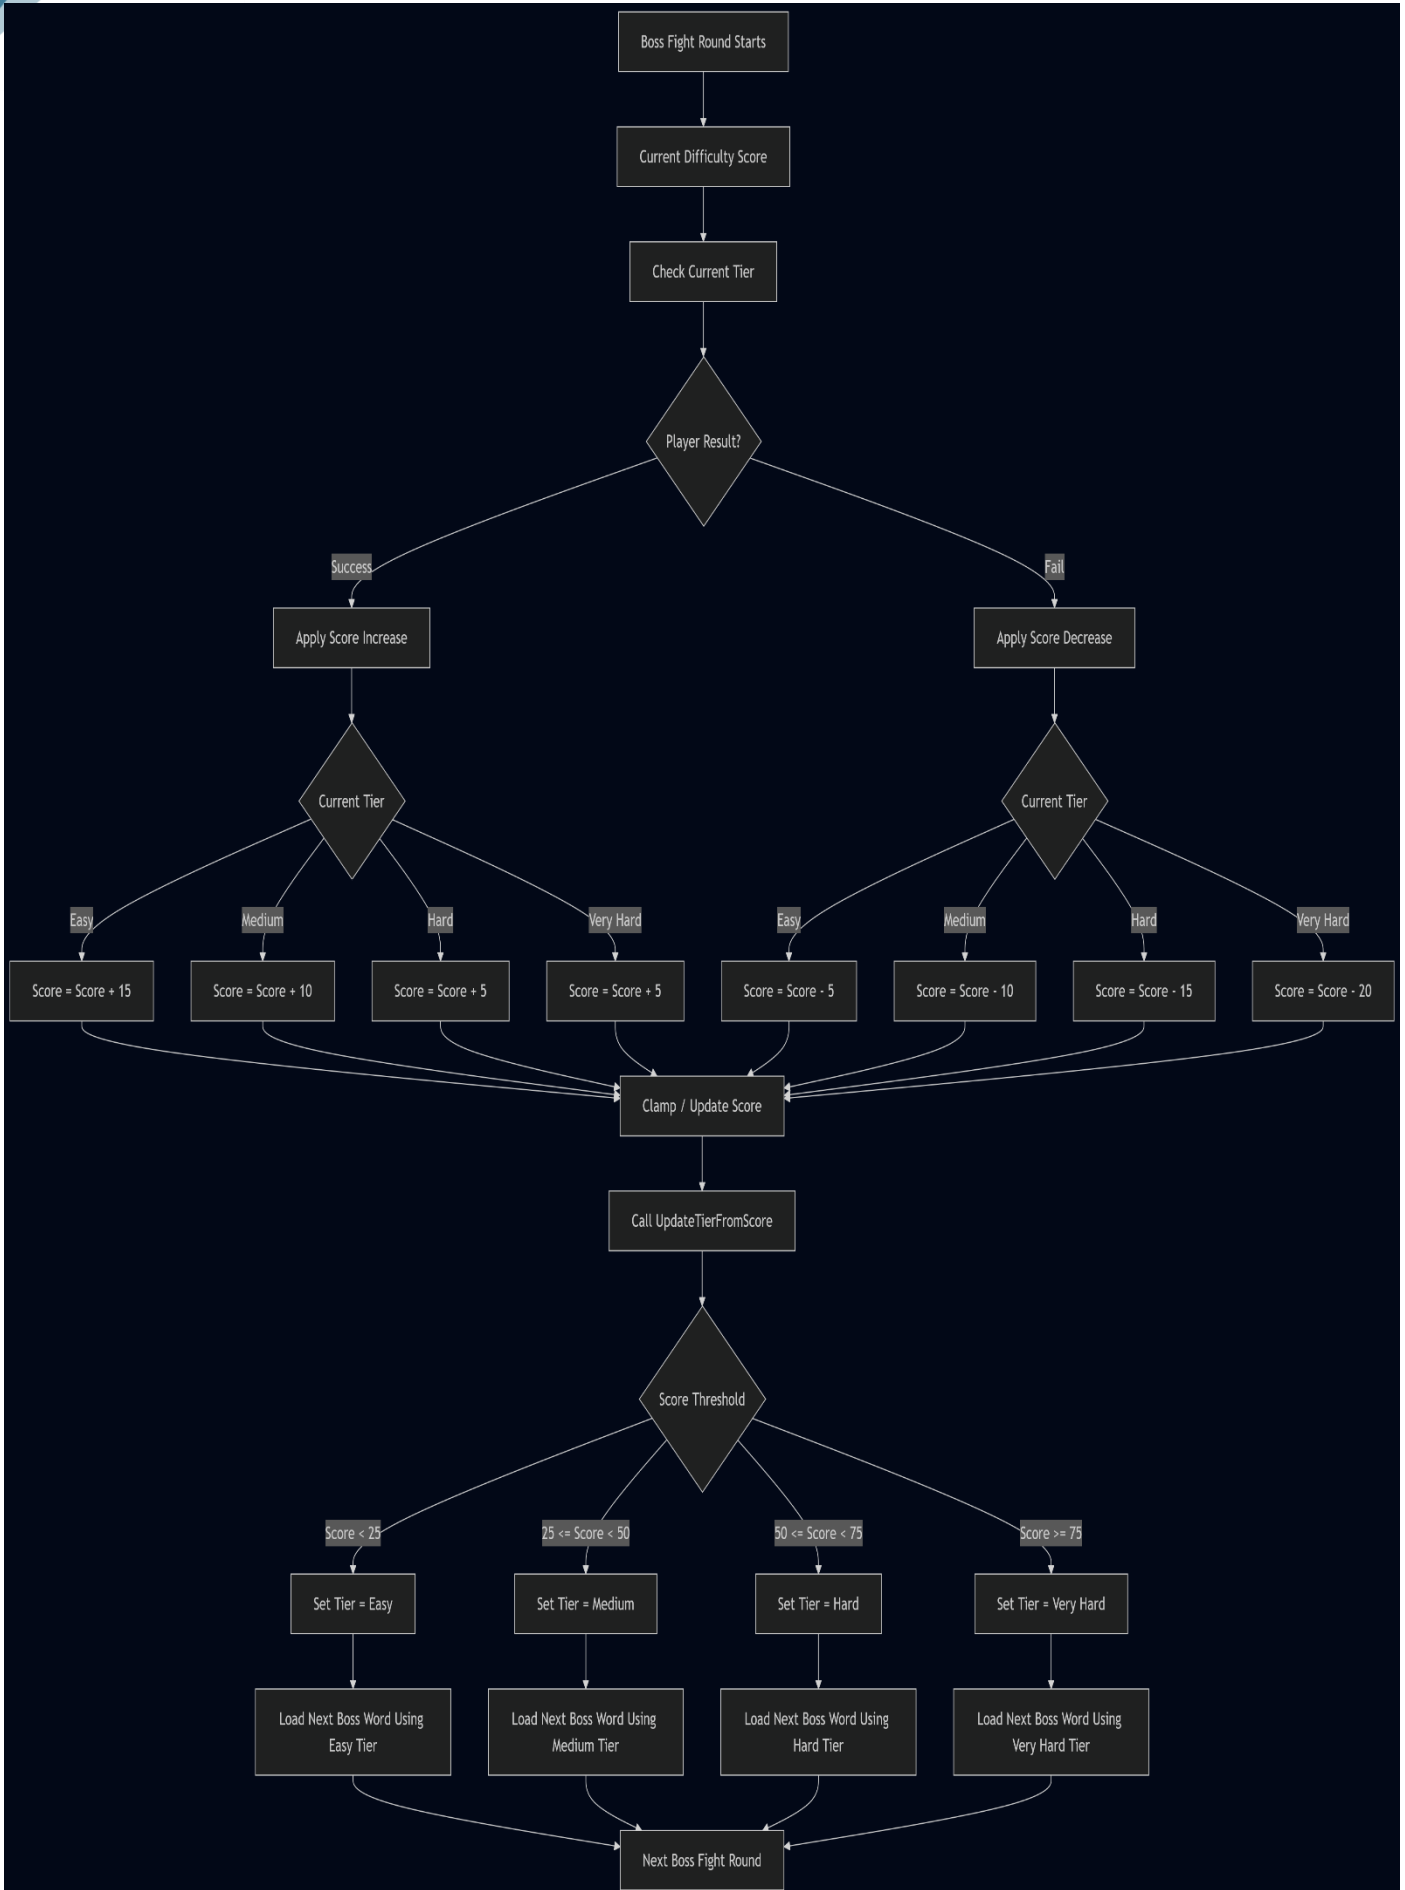 Boss Fight Round Starts
Current Difficulty Score
Check Current Tier
Player Result?
Success
Fail
Apply Score Increase
Apply Score Decrease
Current Tier
Current Tier
Easy
Medium
Hard
Very Hard
Easy
Medium
Hard
Very Hard
Score = Score + 15
Score = Score + 10
Score = Score + 5
Score = Score + 5
Score = Score - 5
Score = Score - 10
Score = Score - 15
Score = Score - 20
Clamp / Update Score
Call UpdateTierFromScore
Score Threshold
Score < 25
25 <= Score < 50
50 <= Score < 75
Score >= 75
Set Tier = Easy
Set Tier = Medium
Set Tier = Hard
Set Tier = Very Hard
Load Next Boss Word Using
Easy Tier
Load Next Boss Word Using
Medium Tier
Load Next Boss Word Using
Hard Tier
Load Next Boss Word Using
Very Hard Tier
Next Boss Fight Round